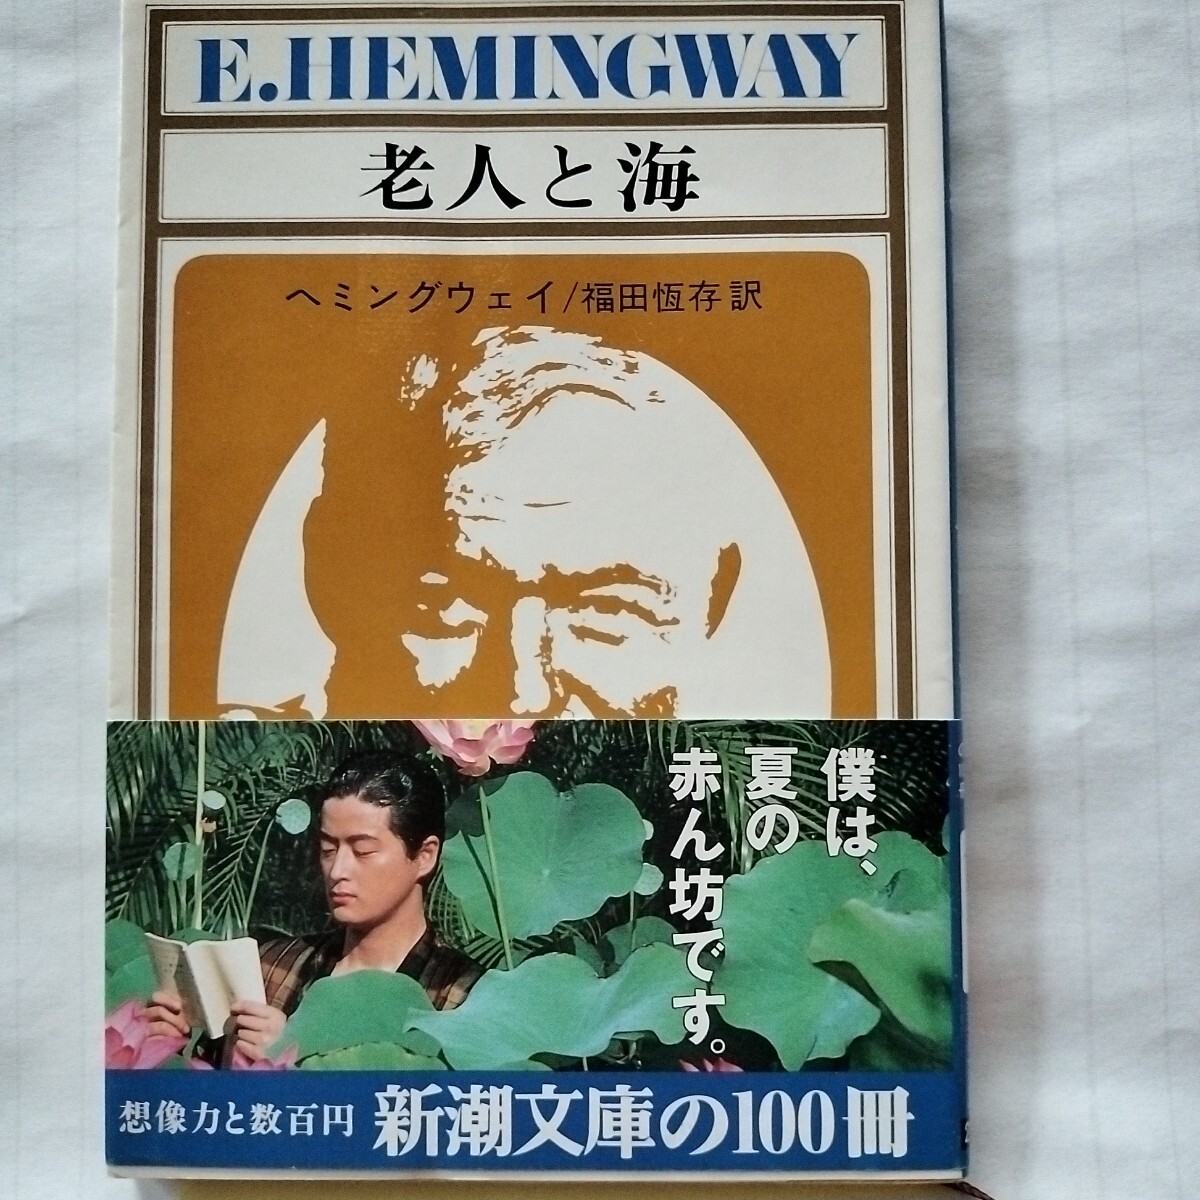 E.HEMINGWAY
老人と海
ヘミングウェイ/福田恆存訳
僕は、
夏の
赤ん坊です。
想像力と数百円 新潮文庫の100冊